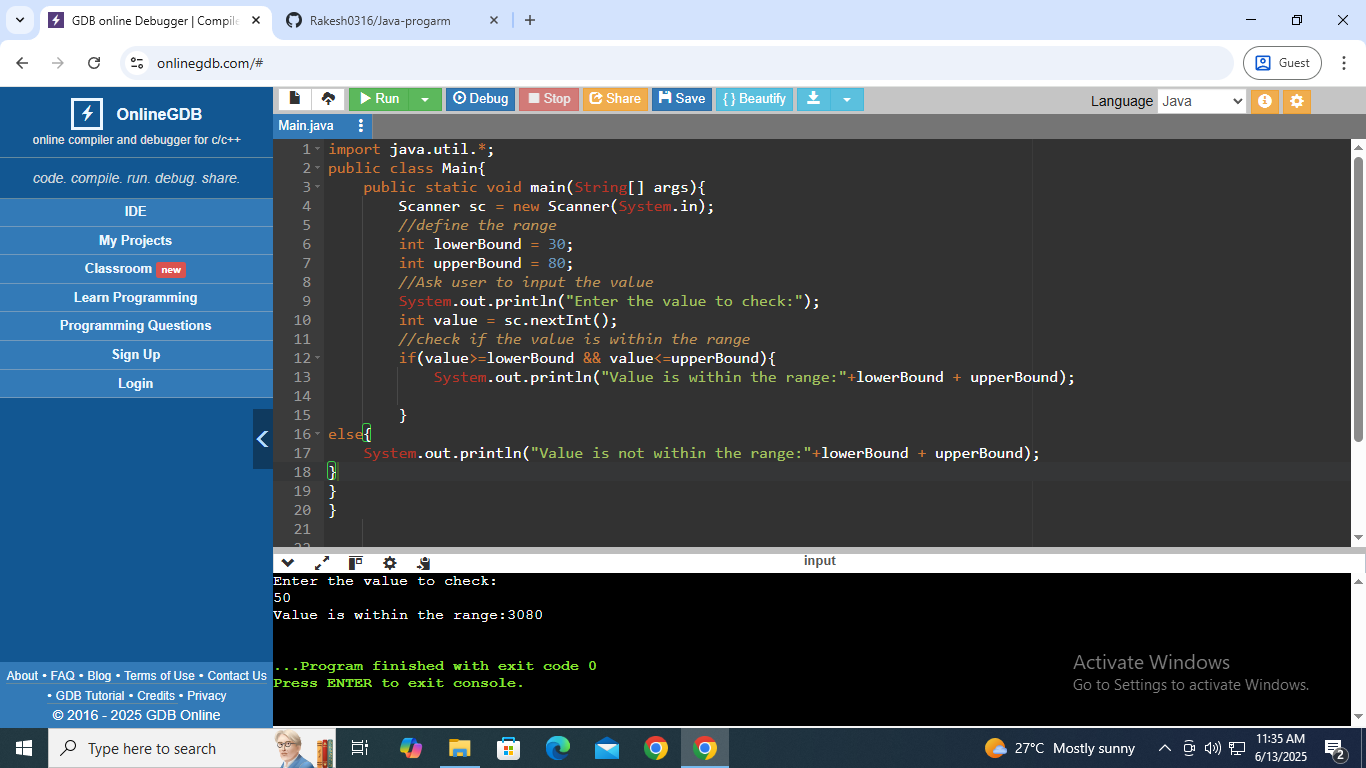 GDB online Debugger | Compile
Rakesh0316/Java-progarm
onlinegdb.com/#
Guest
OnlineGDB
online compiler and debugger for c/c++
code. compile. run. debug. share.
IDE
My Projects
Classroom new
Learn Programming
Programming Questions
Sign Up
Login
About • FAQ • Blog • Terms of Use • Contact Us
• GDB Tutorial • Credits • Privacy
© 2016 - 2025 GDB Online
Run Debug Stop Share Save { } Beautify
Language Java
Main.java
1 import java.util.*;
2 public class Main{
3 public static void main(String[] args){
4 Scanner sc = new Scanner(System.in);
5 //define the range
6 int lowerBound = 30;
7 int upperBound = 80;
8 //Ask user to input the value
9 System.out.println("Enter the value to check:");
10 int value = sc.nextInt();
11 //check if the value is within the range
12 if(value>=lowerBound && value<=upperBound){
13 System.out.println("Value is within the range:"+lowerBound + upperBound);
14
15 }
16 else{
17 System.out.println("Value is not within the range:"+lowerBound + upperBound);
18 }
19 }
20 }
21
22
input
Enter the value to check:
50
Value is within the range:3080
...Program finished with exit code 0
Press ENTER to exit console.
Activate Windows
Go to Settings to activate Windows.
Type here to search
27°C Mostly sunny
11:35 AM
6/13/2025
2